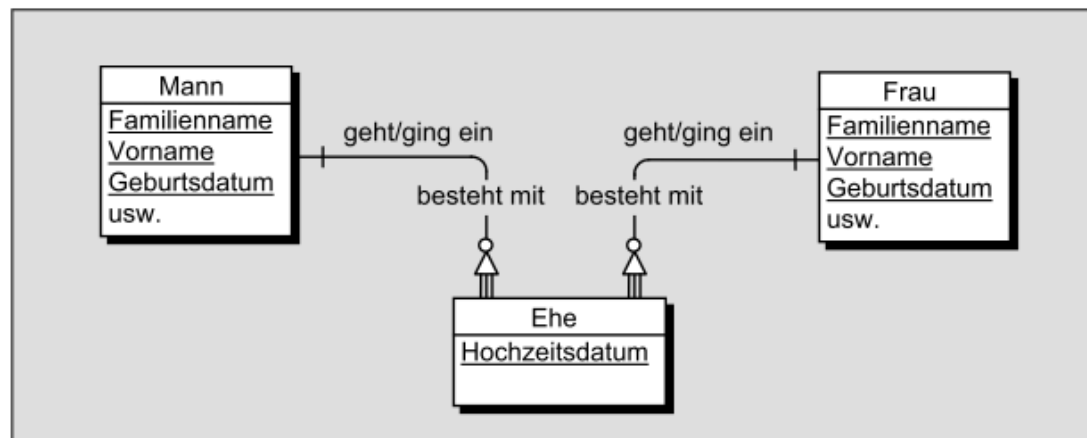 Mann
Familienname
Vorname
Geburtsdatum
usw.
geht/ging ein
besteht mit
geht/ging ein
besteht mit
Frau
Familienname
Vorname
Geburtsdatum
usw.
Ehe
Hochzeitsdatum